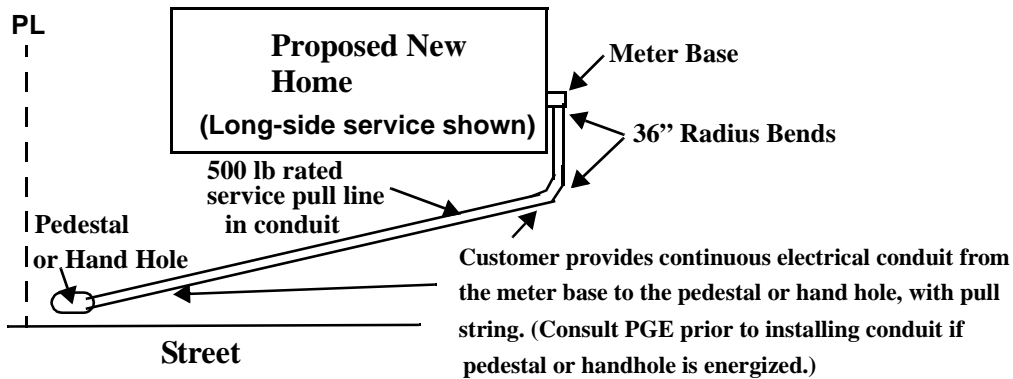 PL
Proposed New
Home
(Long-side service shown)
Meter Base
36” Radius Bends
500 lb rated
service pull line
in conduit
Pedestal
or Hand Hole
Customer provides continuous electrical conduit from
the meter base to the pedestal or hand hole, with pull
string. (Consult PGE prior to installing conduit if
pedestal or handhole is energized.)
Street